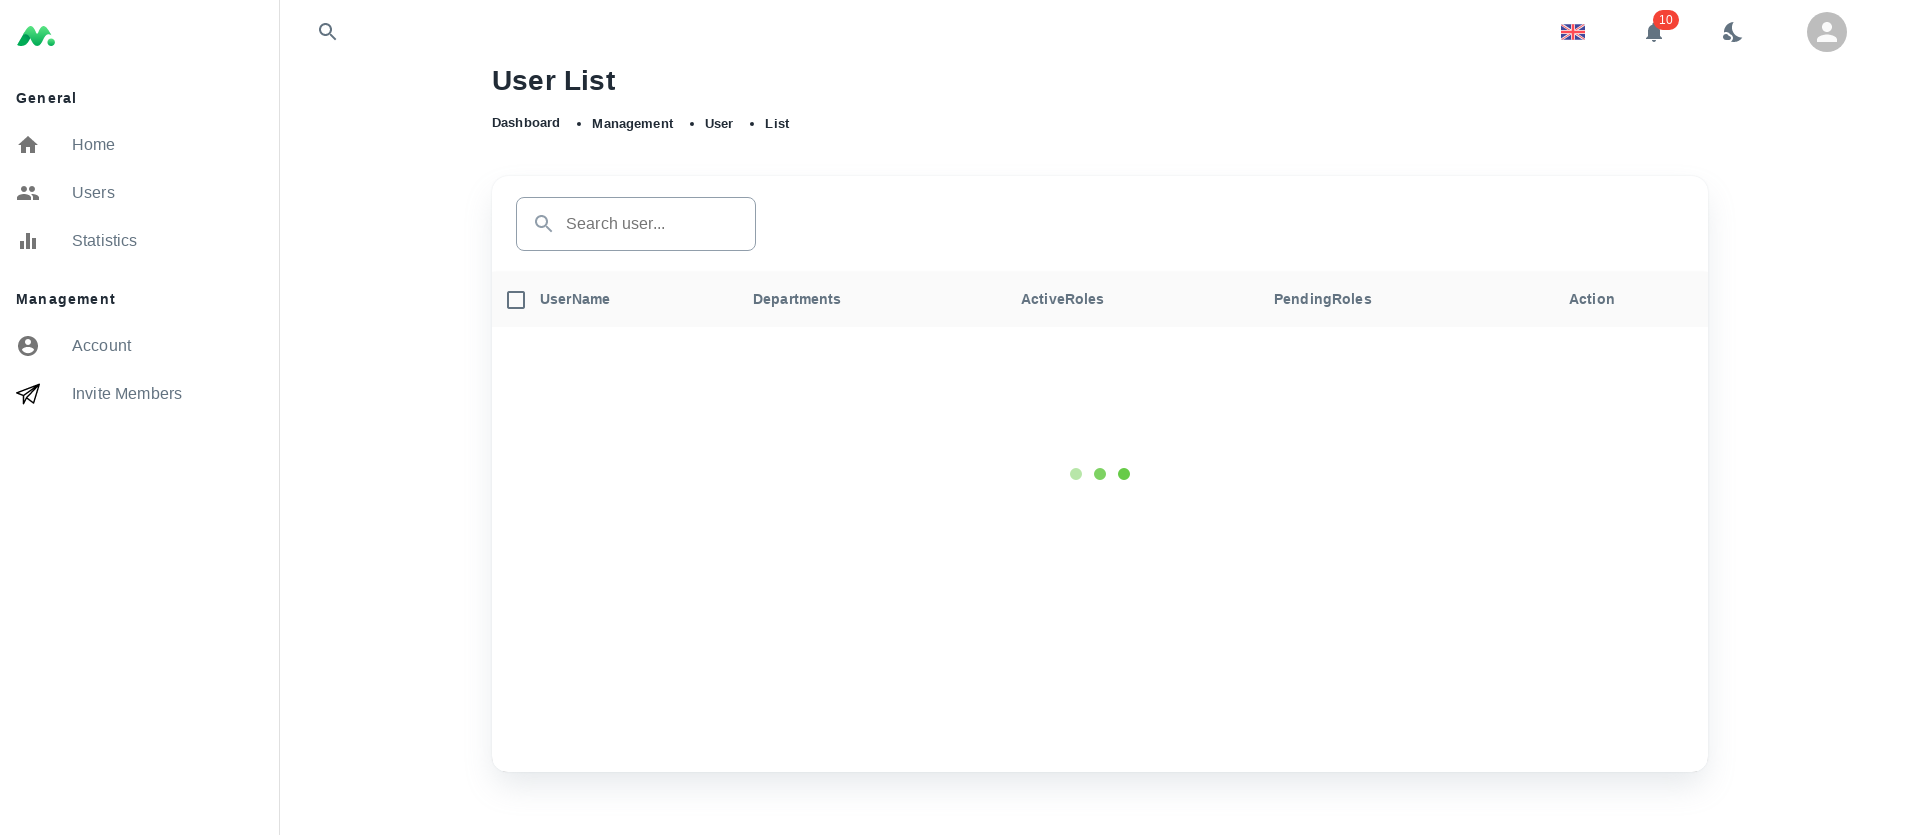 10
User List
Dashboard • Management • User • List
General
Home
Users
Statistics
Management
Account
Invite Members
Search user...
UserName Departments ActiveRoles PendingRoles Action